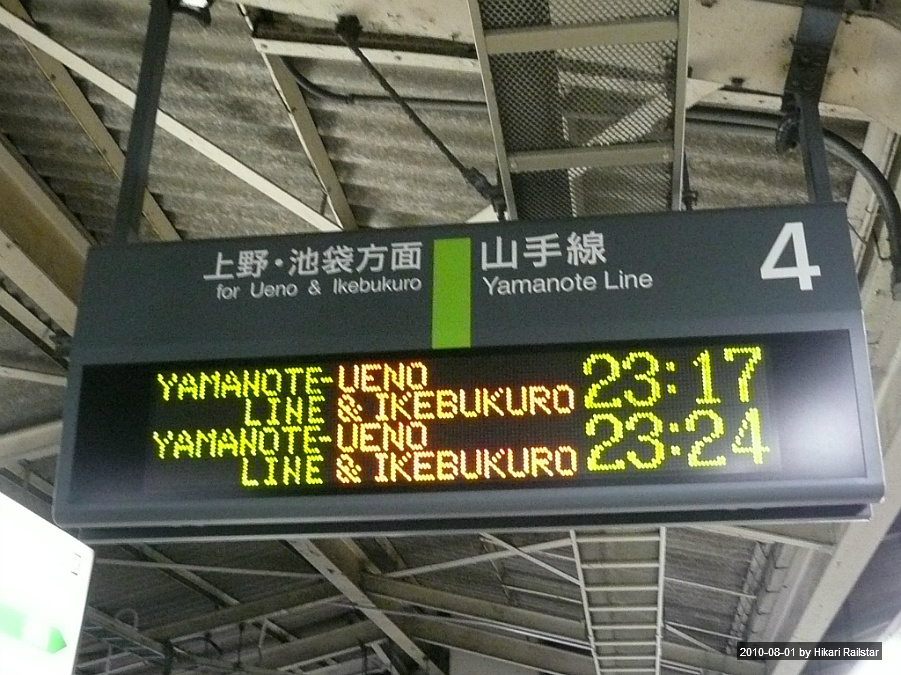 上野・池袋方面
for Ueno & Ikebukuro
山手線
Yamanote Line
4
YAMANOTE-UENO 23:17
LINE & IKEBUKURO
YAMANOTE-UENO 23:24
LINE & IKEBUKURO
2010-08-01 by Hikari Railstar